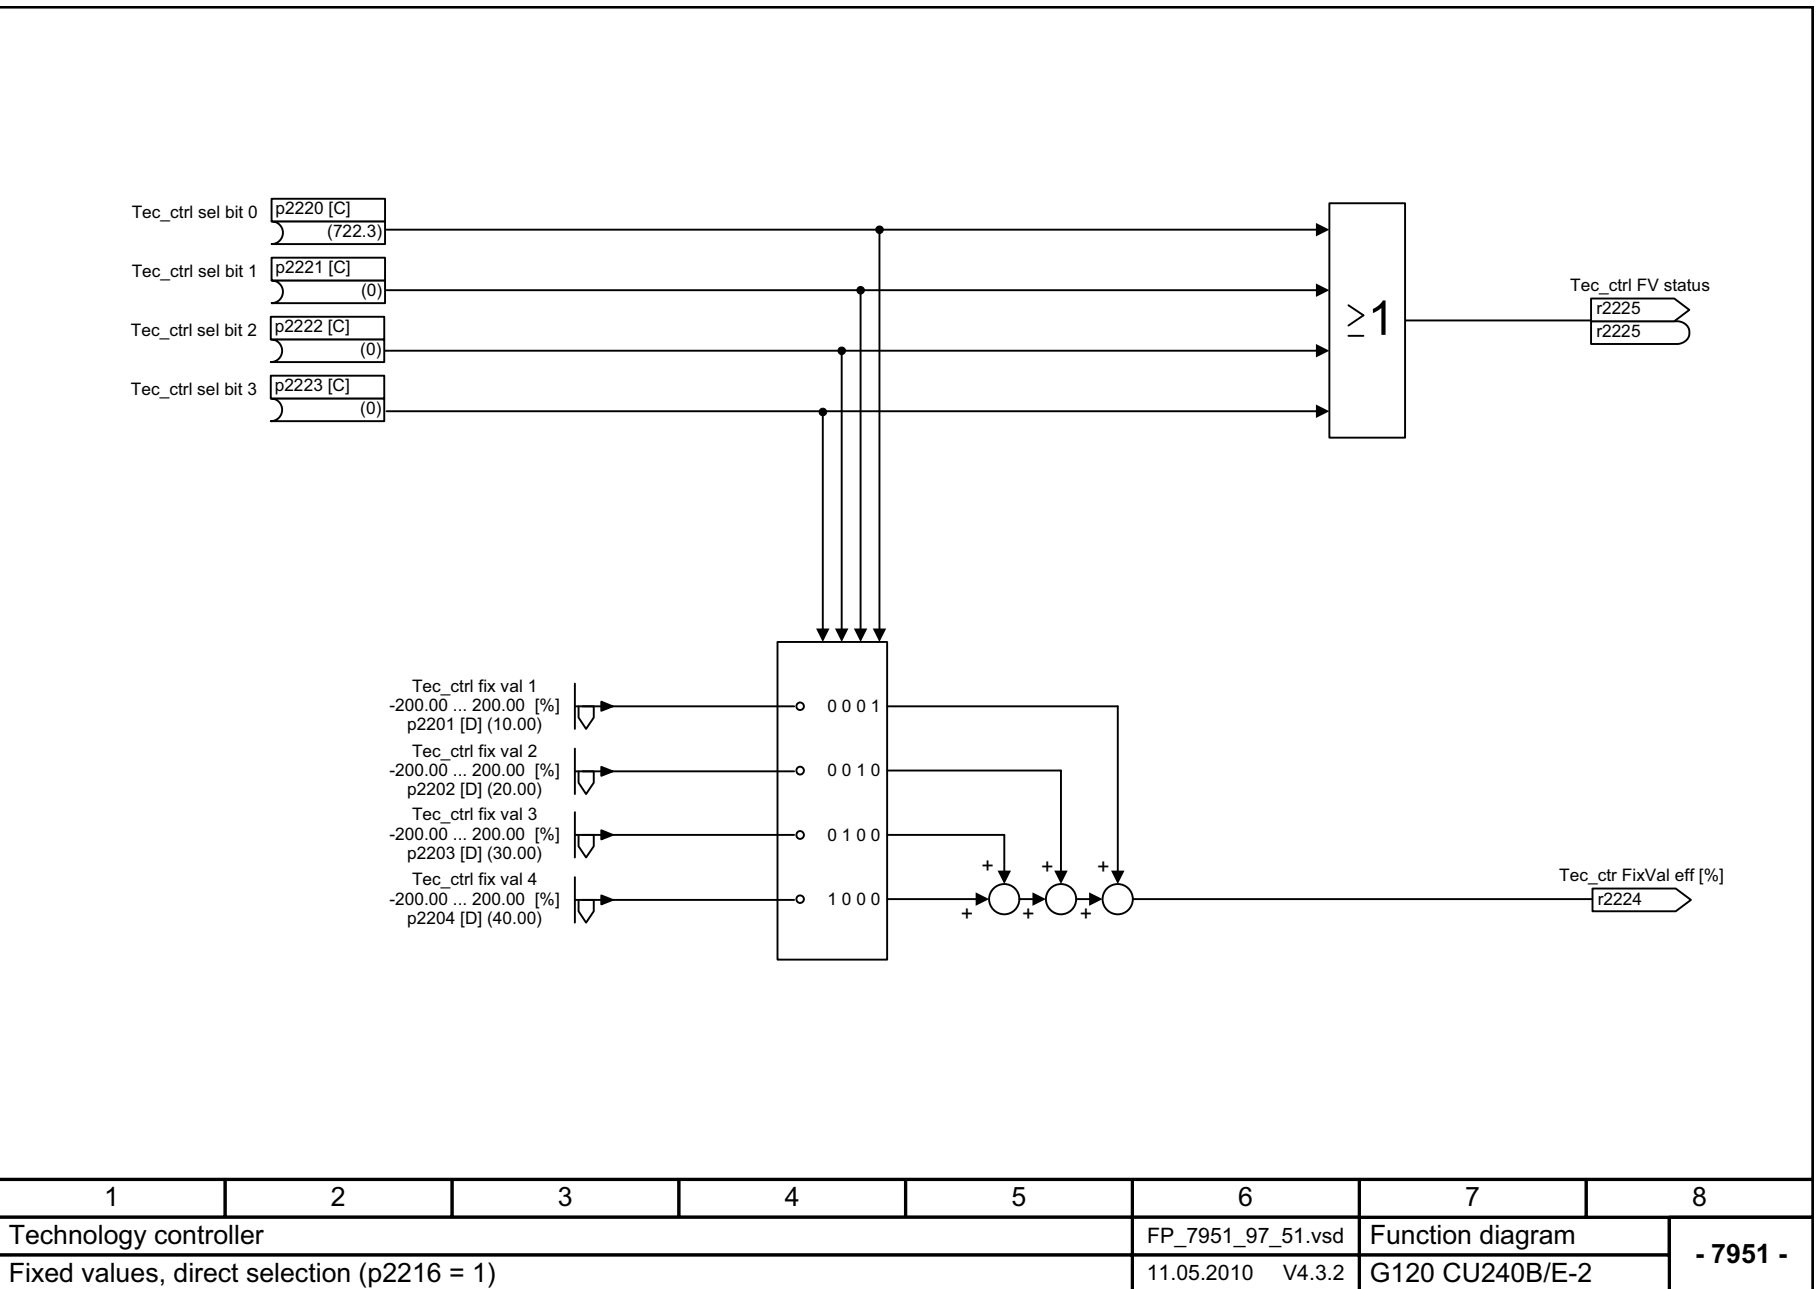 Tec_ctrl sel bit 0 p2220 [C]
(722.3)
Tec_ctrl sel bit 1 p2221 [C]
(0)
Tec_ctrl sel bit 2 p2222 [C]
(0)
Tec_ctrl sel bit 3 p2223 [C]
(0)
≥1
Tec_ctrl FV status
r2225
r2225
Tec_ctrl fix val 1
-200.00 ... 200.00 [%]
p2201 [D] (10.00)
0 0 0 1
Tec_ctrl fix val 2
-200.00 ... 200.00 [%]
p2202 [D] (20.00)
0 0 1 0
Tec_ctrl fix val 3
-200.00 ... 200.00 [%]
p2203 [D] (30.00)
0 1 0 0
Tec_ctrl fix val 4
-200.00 ... 200.00 [%]
p2204 [D] (40.00)
1 0 0 0
+ + +
+ + +
Tec_ctr FixVal eff [%]
r2224
1 2 3 4 5 6 7 8
Technology controller FP_7951_97_51.vsd Function diagram
- 7951 -
Fixed values, direct selection (p2216 = 1) 11.05.2010 V4.3.2 G120 CU240B/E-2